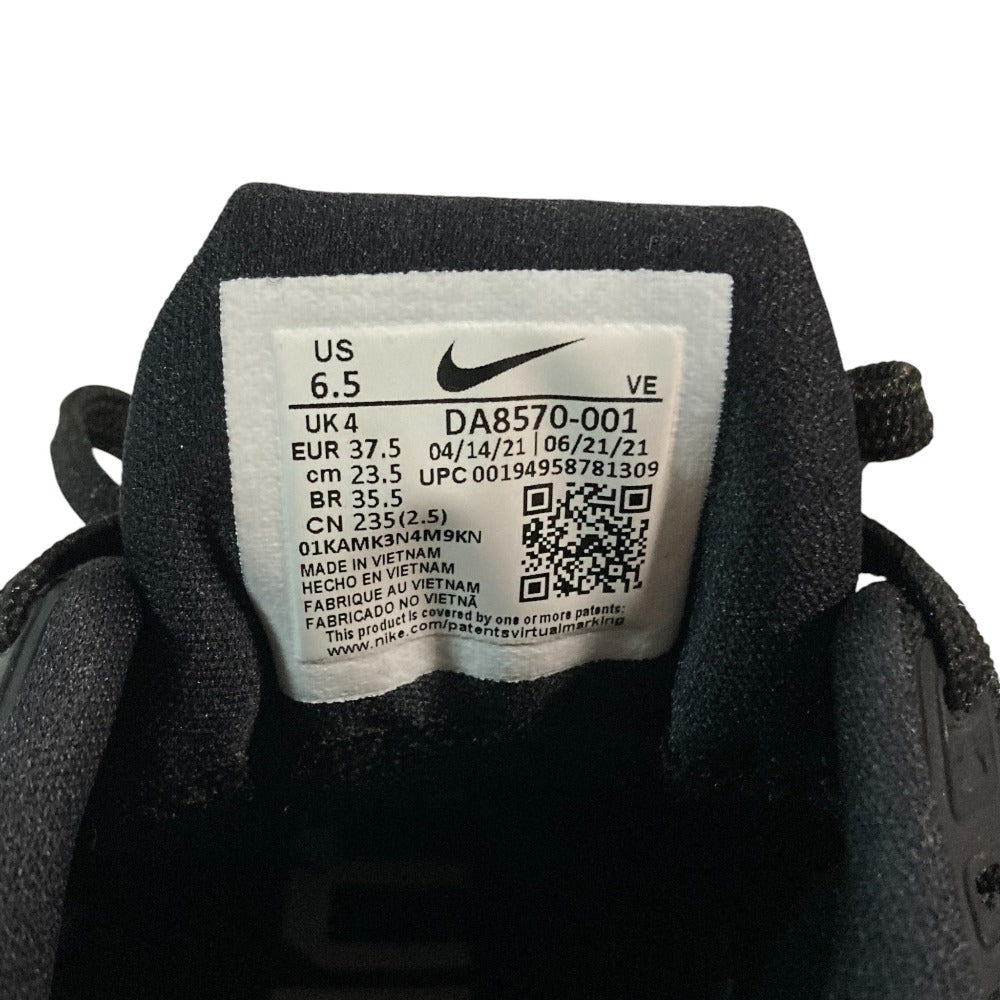 US
6.5
VE
UK 4
DA8570-001
EUR 37.5
04/14/21 | 06/21/21
cm 23.5
UPC 00194958781309
BR 35.5
CN 235(2.5)
01KAMK3N4M9KN
MADE IN VIETNAM
HECHO EN VIETNAM
FABRIQUE AU VIETNAM
FABRICADO NO VIETNÃ
This product is covered by one or more patents:
www.nike.com/patentsvirtualmarking